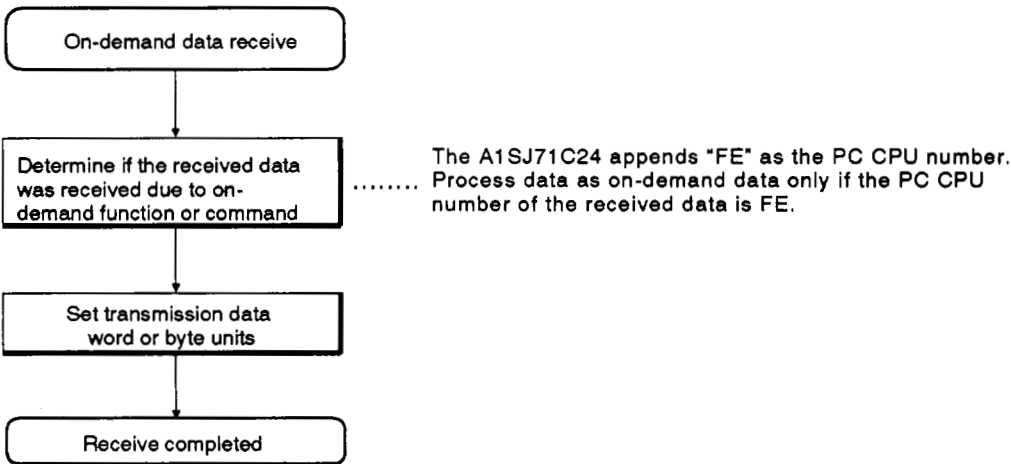 On-demand data receive
Determine if the received data
was received due to on-
demand function or command
........
The A1SJ71C24 appends "FE" as the PC CPU number.
Process data as on-demand data only if the PC CPU
number of the received data is FE.
Set transmission data
word or byte units
Receive completed